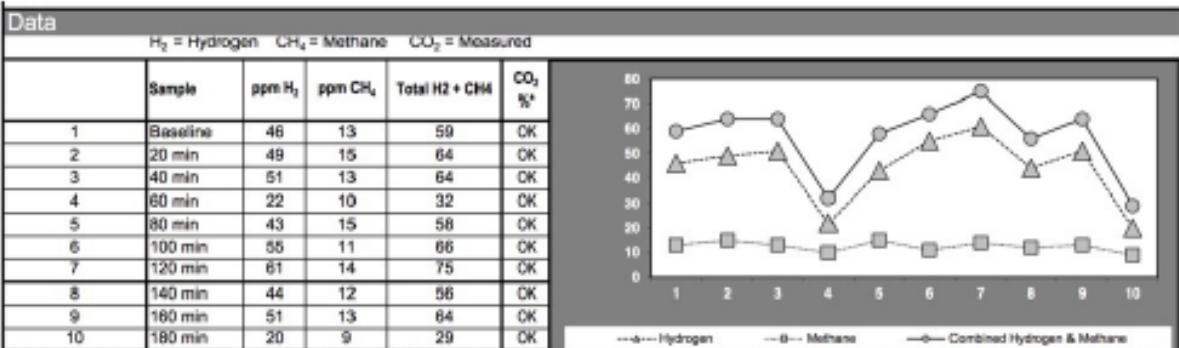 Data
H₂ = Hydrogen CH₄ = Methane CO₂ = Measured
Sample ppm H₂ ppm CH₄ Total H2 + CH4 CO₂ %*
1 Baseline 46 13 59 OK
2 20 min 49 15 64 OK
3 40 min 51 13 64 OK
4 60 min 22 10 32 OK
5 80 min 43 15 58 OK
6 100 min 55 11 66 OK
7 120 min 61 14 75 OK
8 140 min 44 12 56 OK
9 160 min 51 13 64 OK
10 180 min 20 9 29 OK
80
70
60
50
40
30
20
10
0
1 2 3 4 5 6 7 8 9 10
Hydrogen Methane Combined Hydrogen & Methane